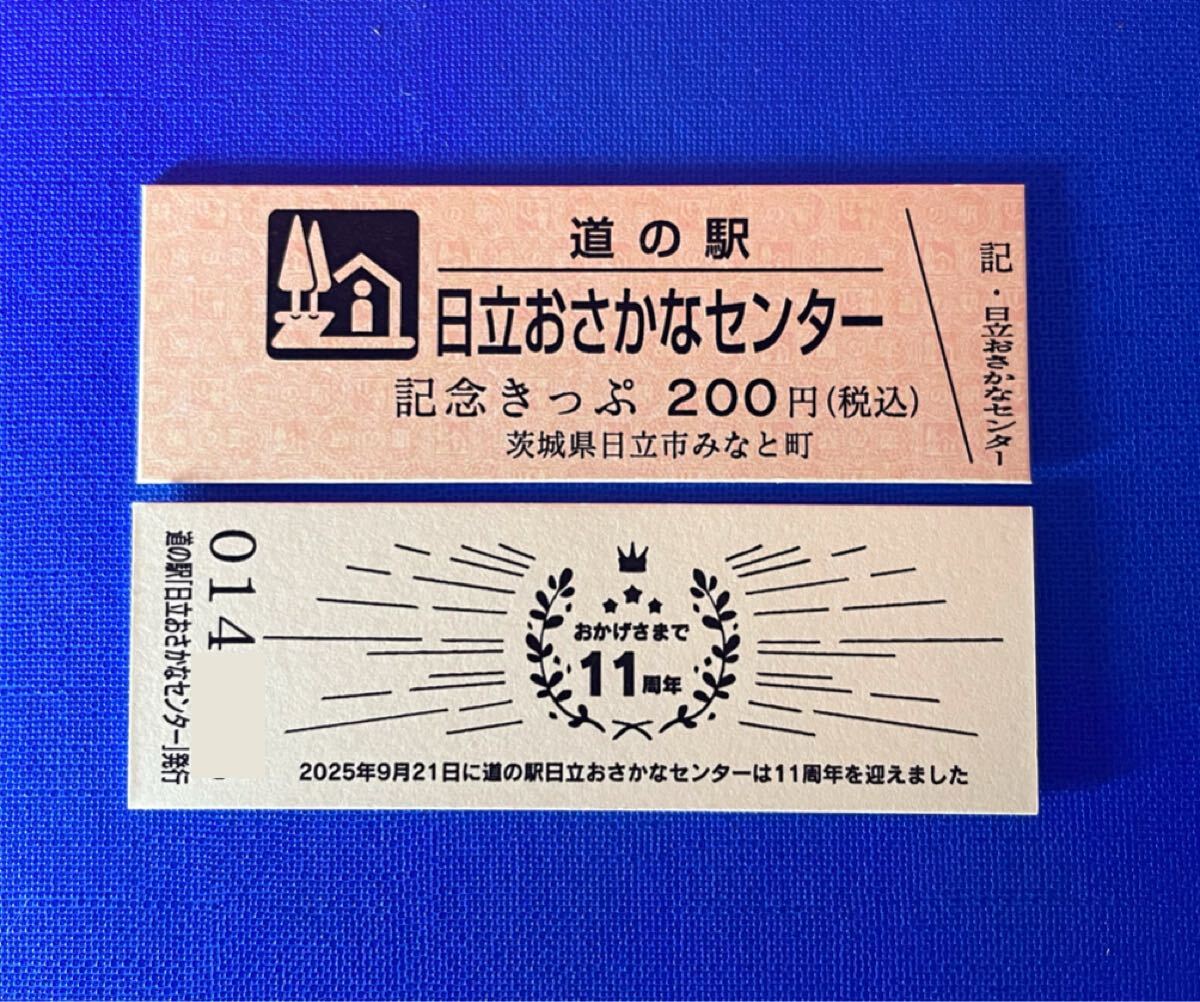 道の駅
日立おさかなセンター
記念きっぷ 200円(税込)
茨城県日立市みなと町
記・日立おさかなセンター
014
道の駅「日立おさかなセンター」発行
おかげさまで
11周年
2025年9月21日に道の駅日立おさかなセンターは11周年を迎えました